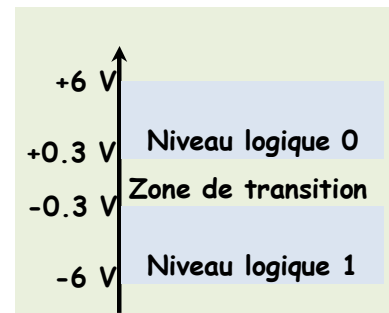 +6 V
Niveau logique 0
+0.3 V
Zone de transition
-0.3 V
Niveau logique 1
-6 V